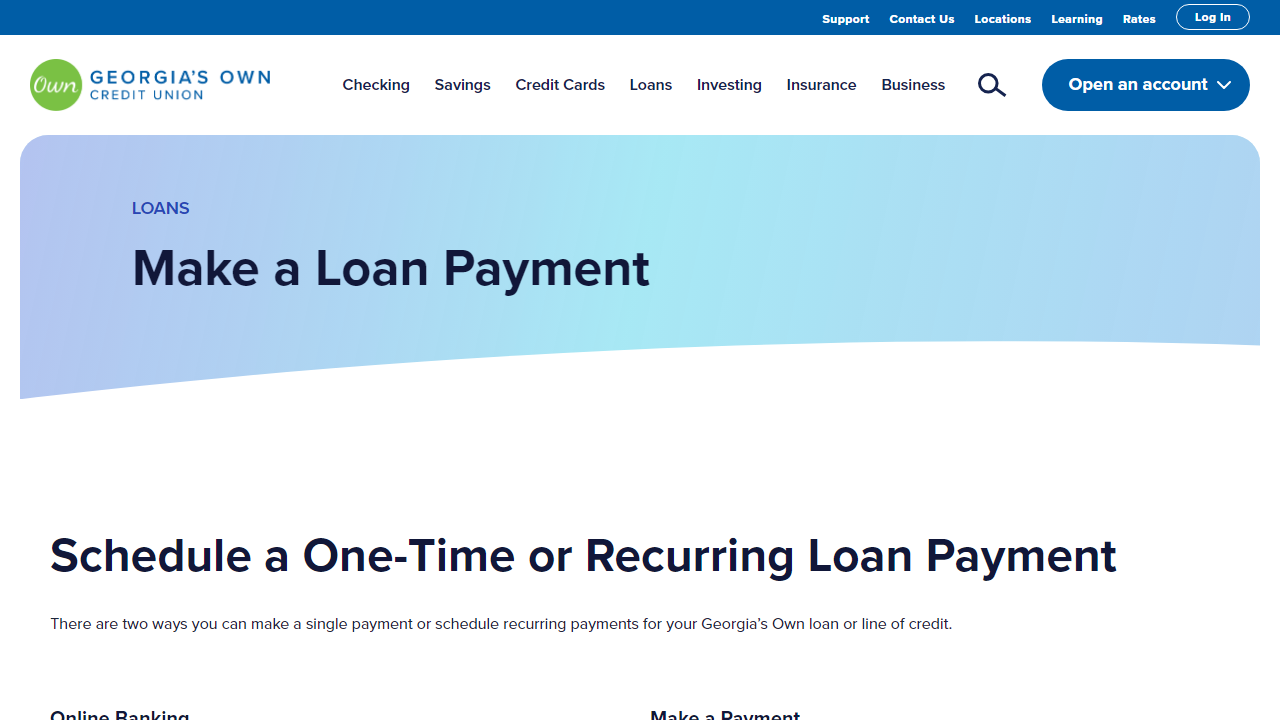 Support Contact Us Locations Learning Rates Log In
Own GEORGIA'S OWN
CREDIT UNION
Checking Savings Credit Cards Loans Investing Insurance Business
Open an account
LOANS
Make a Loan Payment
Schedule a One-Time or Recurring Loan Payment
There are two ways you can make a single payment or schedule recurring payments for your Georgia’s Own loan or line of credit.
Online Banking Make a Payment